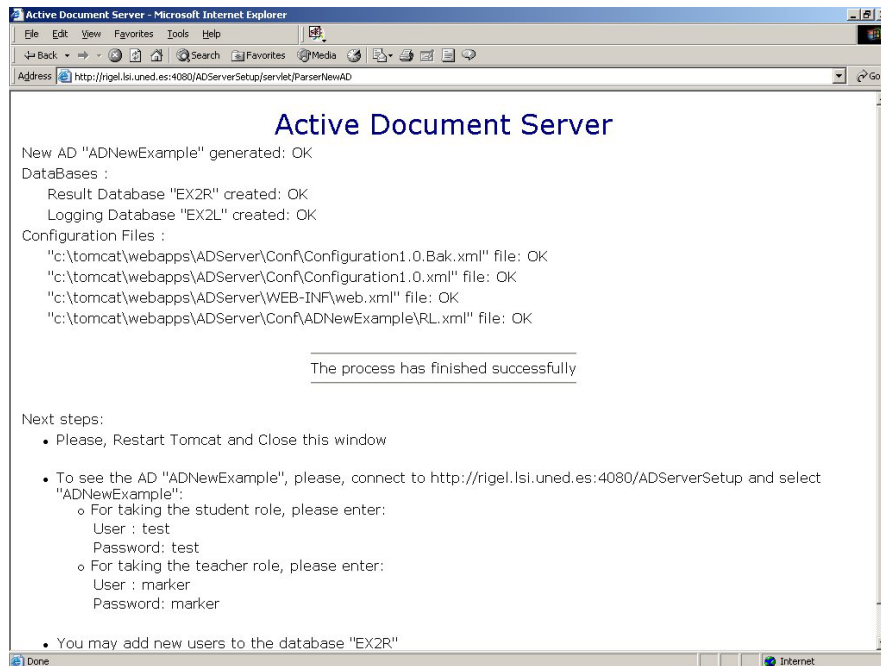 Active Document Server - Microsoft Internet Explorer
File Edit View Favorites Tools Help
Back Search Favorites Media
Address http://rigel.lsi.uned.es:4080/ADServerSetup/servlet/ParserNewAD Go
Active Document Server
New AD "ADNewExample" generated: OK
DataBases :
Result Database "EX2R" created: OK
Logging Database "EX2L" created: OK
Configuration Files :
"c:\tomcat\webapps\ADServer\Conf\Configuration1.0.Bak.xml" file: OK
"c:\tomcat\webapps\ADServer\Conf\Configuration1.0.xml" file: OK
"c:\tomcat\webapps\ADServer\WEB-INF\web.xml" file: OK
"c:\tomcat\webapps\ADServer\Conf\ADNewExample\RL.xml" file: OK
The process has finished successfully
Next steps:
• Please, Restart Tomcat and Close this window
• To see the AD "ADNewExample", please, connect to http://rigel.lsi.uned.es:4080/ADServerSetup and select
"ADNewExample":
o For taking the student role, please enter:
User : test
Password: test
o For taking the teacher role, please enter:
User : marker
Password: marker
• You may add new users to the database "EX2R"
Done Internet